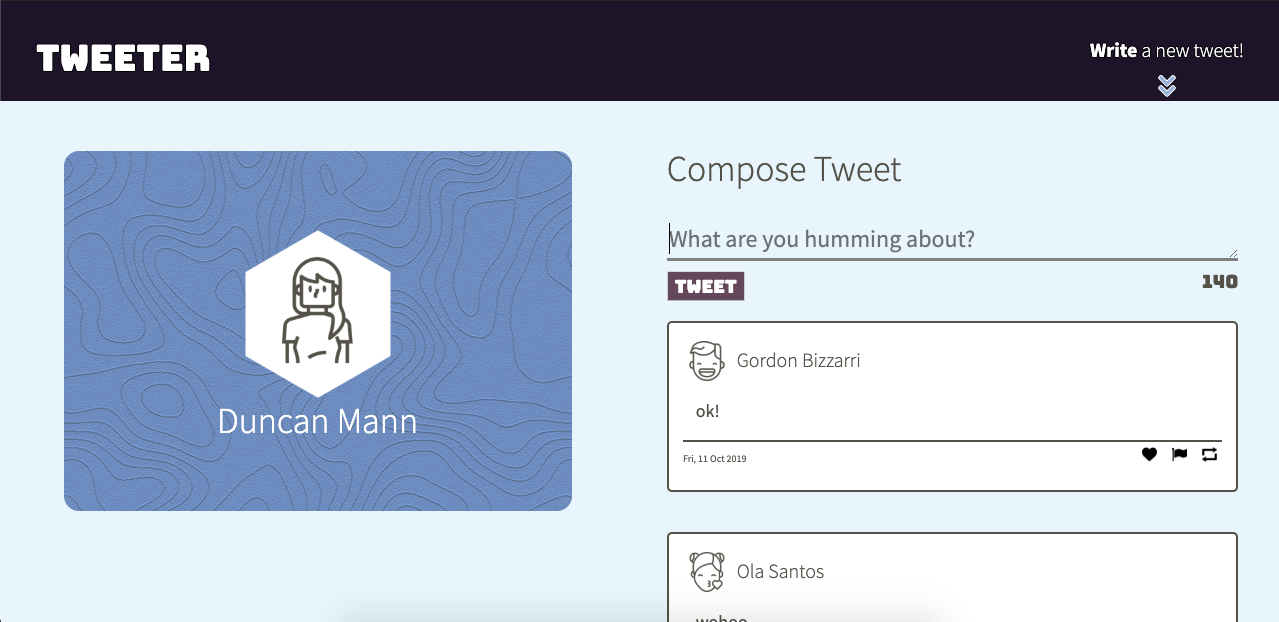 TWEETER
Write a new tweet!
Duncan Mann
Compose Tweet
What are you humming about?
TWEET
140
Gordon Bizzarri
ok!
Fri, 11 Oct 2019
Ola Santos